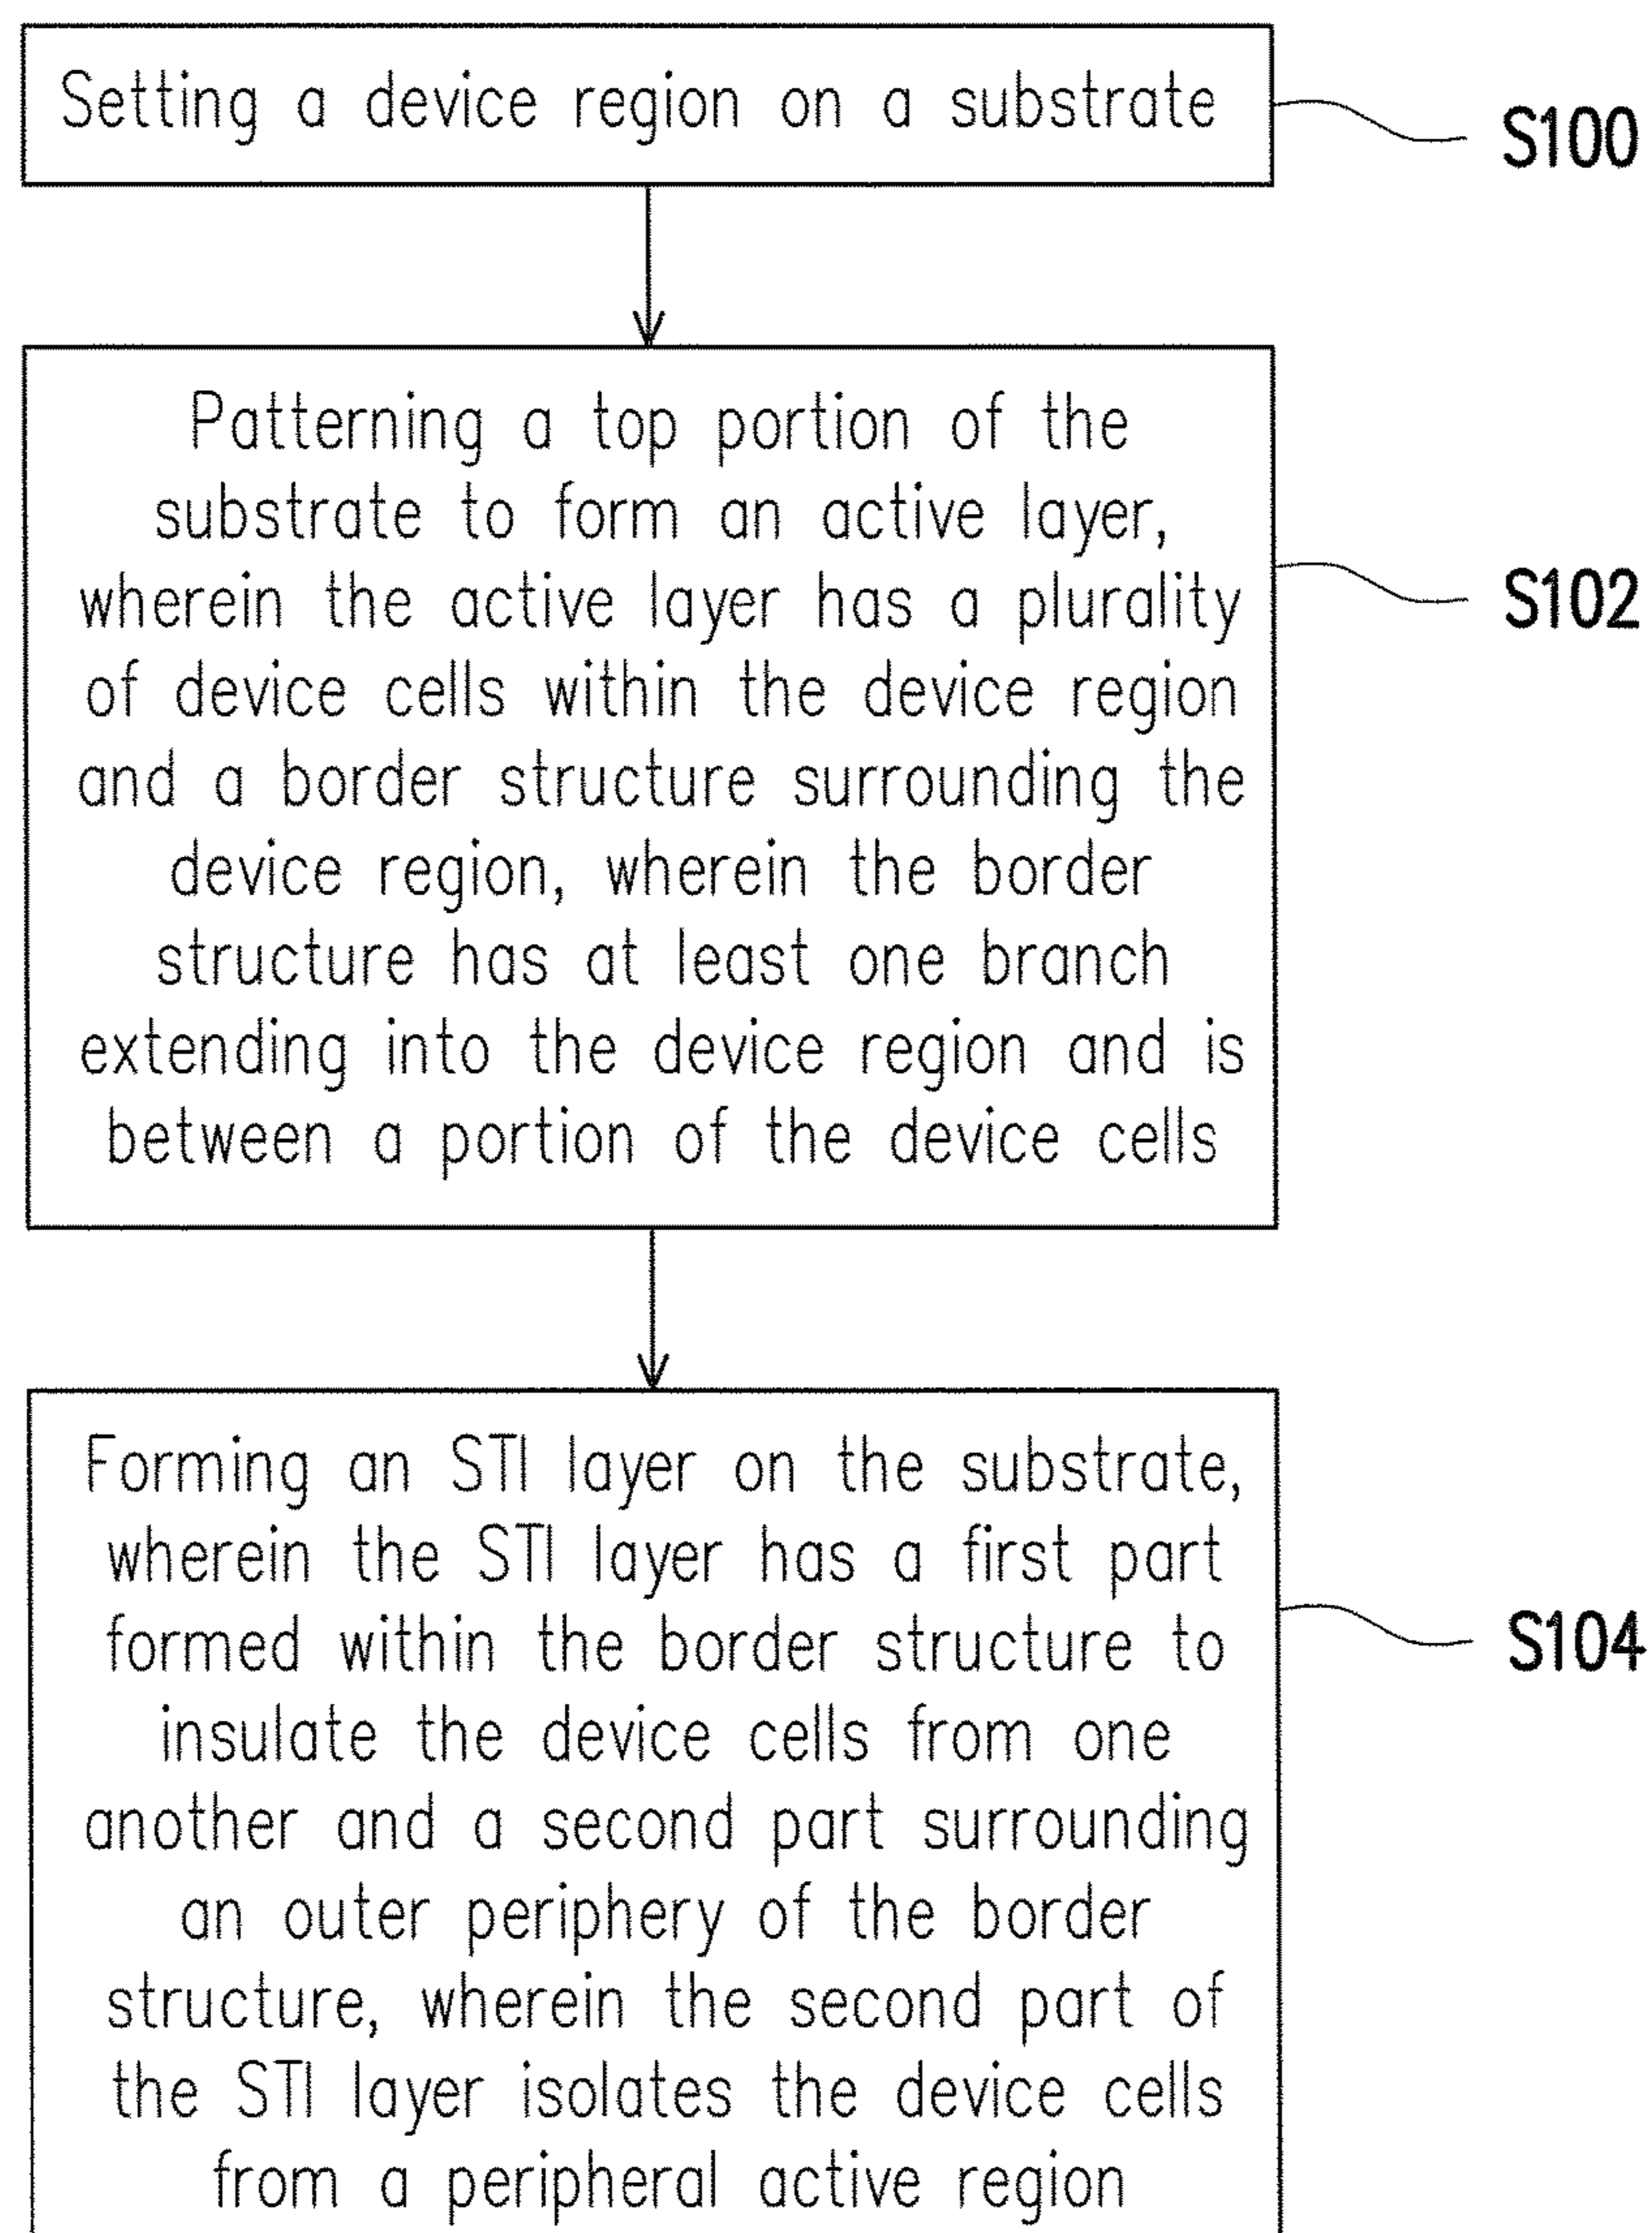 Setting a device region on a substrate
S100
Patterning a top portion of the
substrate to form an active layer,
wherein the active layer has a plurality
S102
of device cells within the device region
and a border structure surrounding the
device region, wherein the border
structure has at least one branch
extending into the device region and is
between a portion of the device cells
Forming an STI layer on the substrate,
wherein the STI layer has a first part
formed within the border structure to
S104
insulate the device cells from one
another and a second part surrounding
an outer periphery of the border
structure, wherein the second part of
the STI layer isolates the device cells
from a peripheral active region